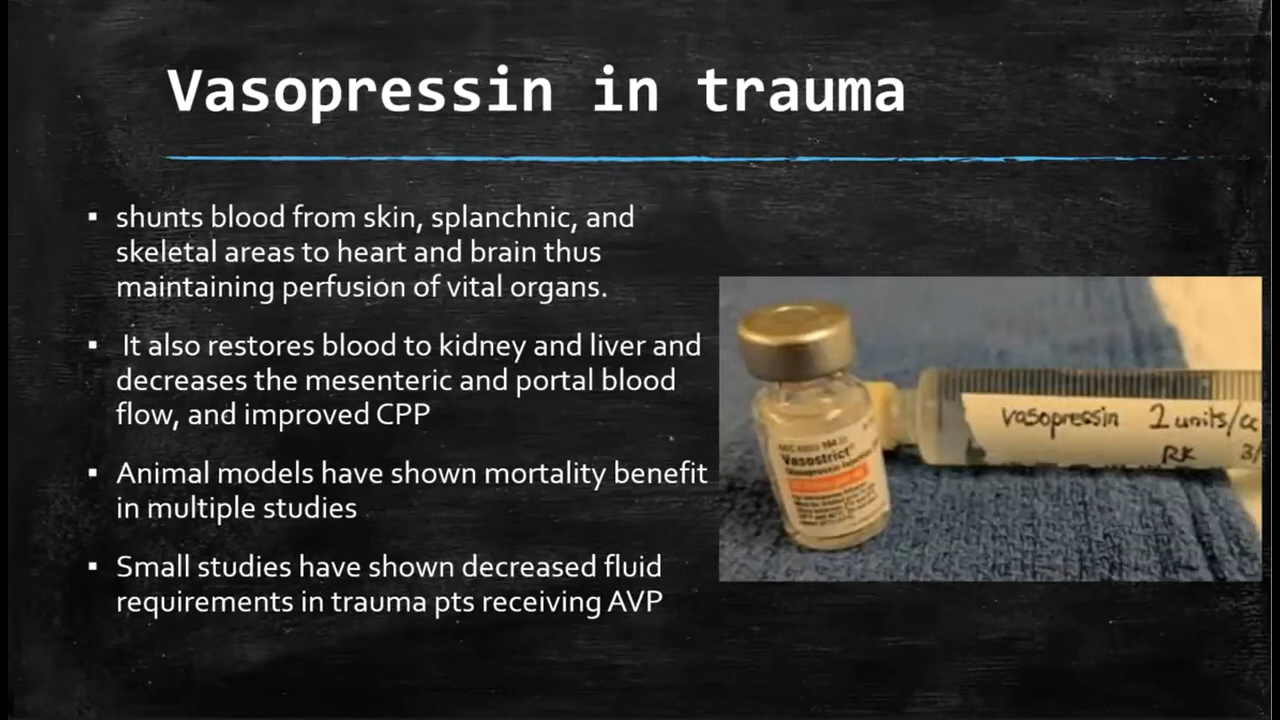 Vasopressin in trauma
▪ shunts blood from skin, splanchnic, and
skeletal areas to heart and brain thus
maintaining perfusion of vital organs.
▪ It also restores blood to kidney and liver and
decreases the mesenteric and portal blood
flow, and improved CPP
▪ Animal models have shown mortality benefit
in multiple studies
▪ Small studies have shown decreased fluid
requirements in trauma pts receiving AVP
Vasostrict
vasopressin 2 units/cc
RK 3/